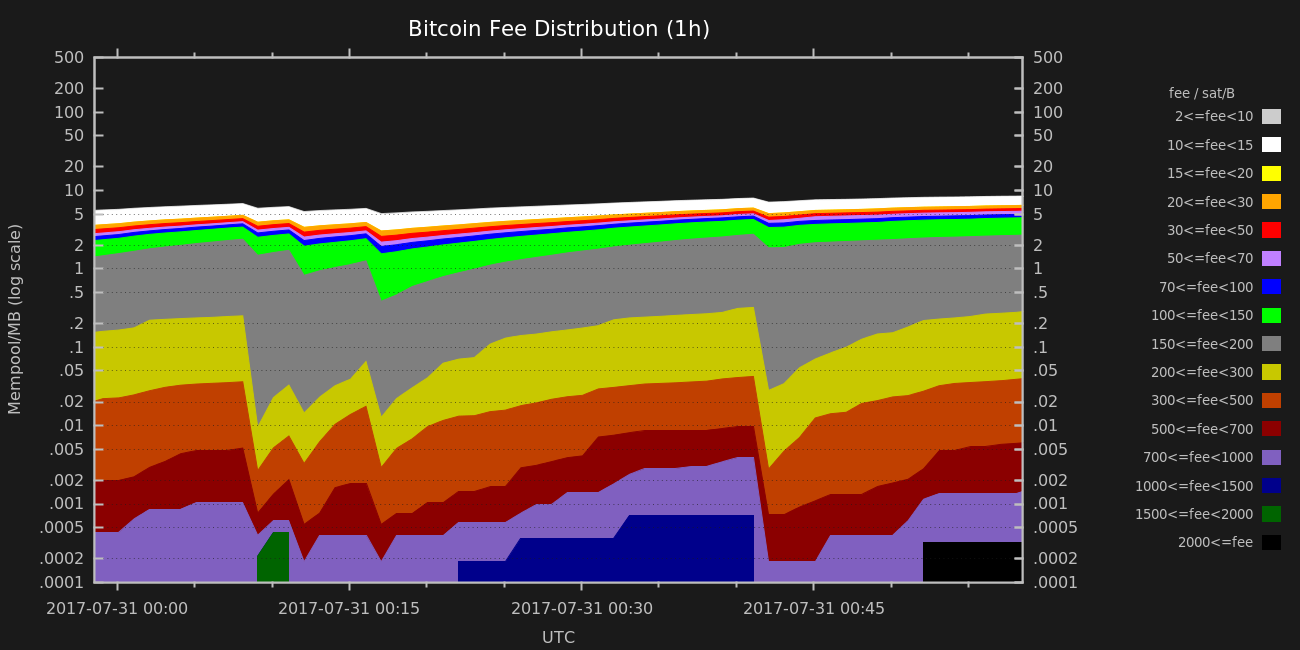 Bitcoin Fee Distribution (1h)
500 500
200 200
100 100
50 50
20 20
10 10
5 5
2 2
1 1
.5 .5
.2 .2
.1 .1
.05 .05
.02 .02
.01 .01
.005 .005
.002 .002
.001 .001
.0005 .0005
.0002 .0002
.0001 .0001
Mempool/MB (log scale)
2017-07-31 00:00 2017-07-31 00:15 2017-07-31 00:30 2017-07-31 00:45
UTC
fee / sat/B
2<=fee<10
10<=fee<15
15<=fee<20
20<=fee<30
30<=fee<50
50<=fee<70
70<=fee<100
100<=fee<150
150<=fee<200
200<=fee<300
300<=fee<500
500<=fee<700
700<=fee<1000
1000<=fee<1500
1500<=fee<2000
2000<=fee